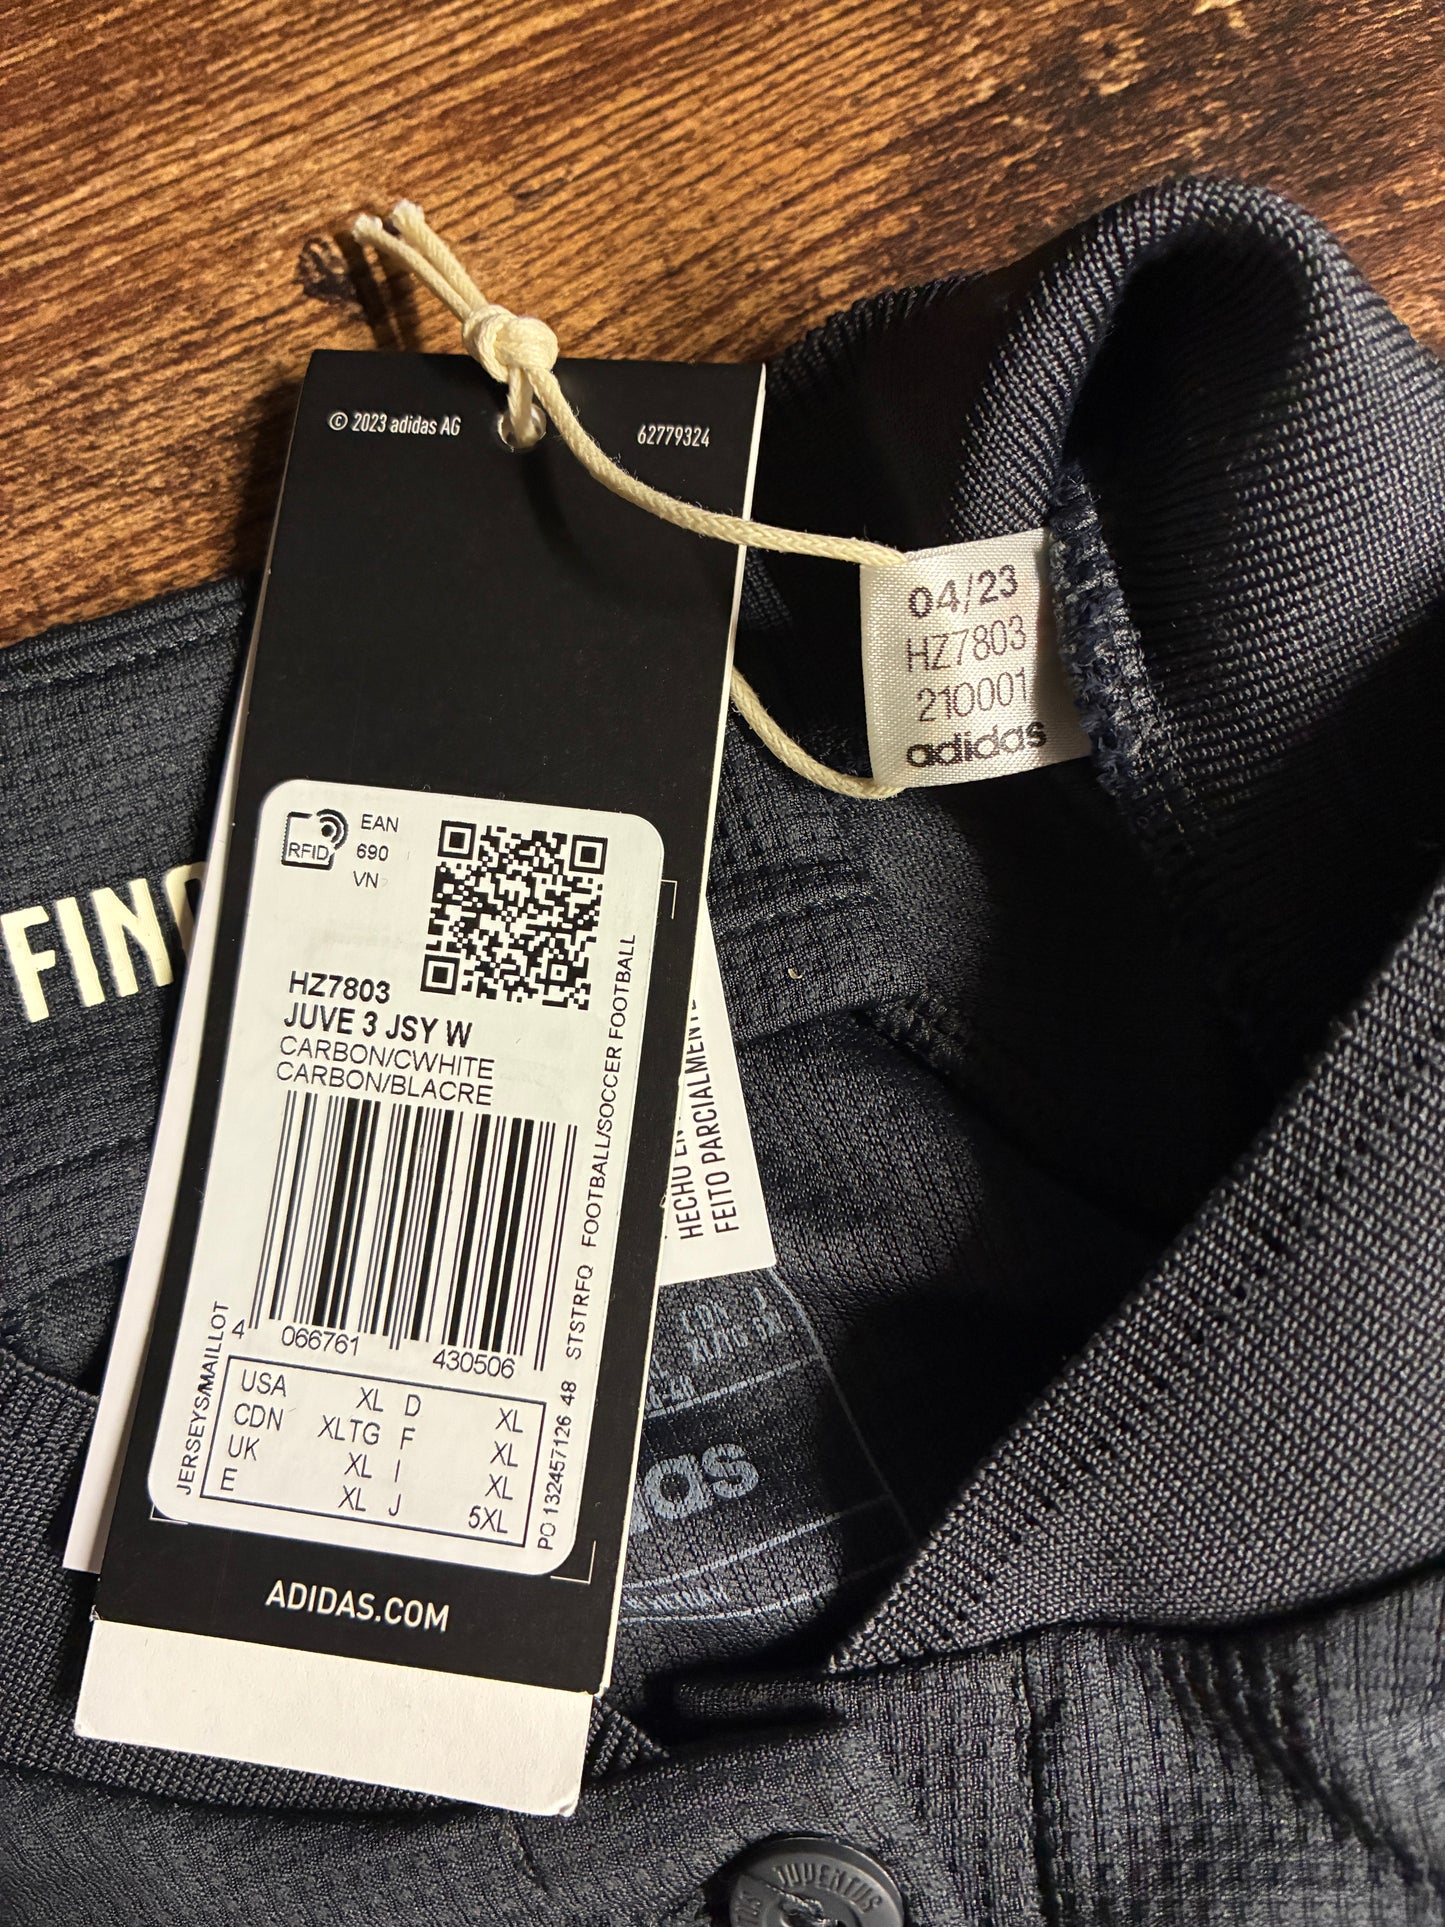 © 2023 adidas AG
62779324
04/23
HZ7803
210001
adidas
RFID
EAN
690
VN
HZ7803
JUVE 3 JSY W
CARBON/CWHITE
CARBON/BLACRE
4 066761 430506
JERSEYS/MAILLOT
STSTRFQ FOOTBALL/SOCCER FOOTBALL
PO 132457126 48
USA XL D XL
CDN XLTG F XL
UK XL I XL
E XL J 5XL
ADIDAS.COM
HECHO EN
FEITO PARCIALMENTE
FINO
das
JUVENTUS